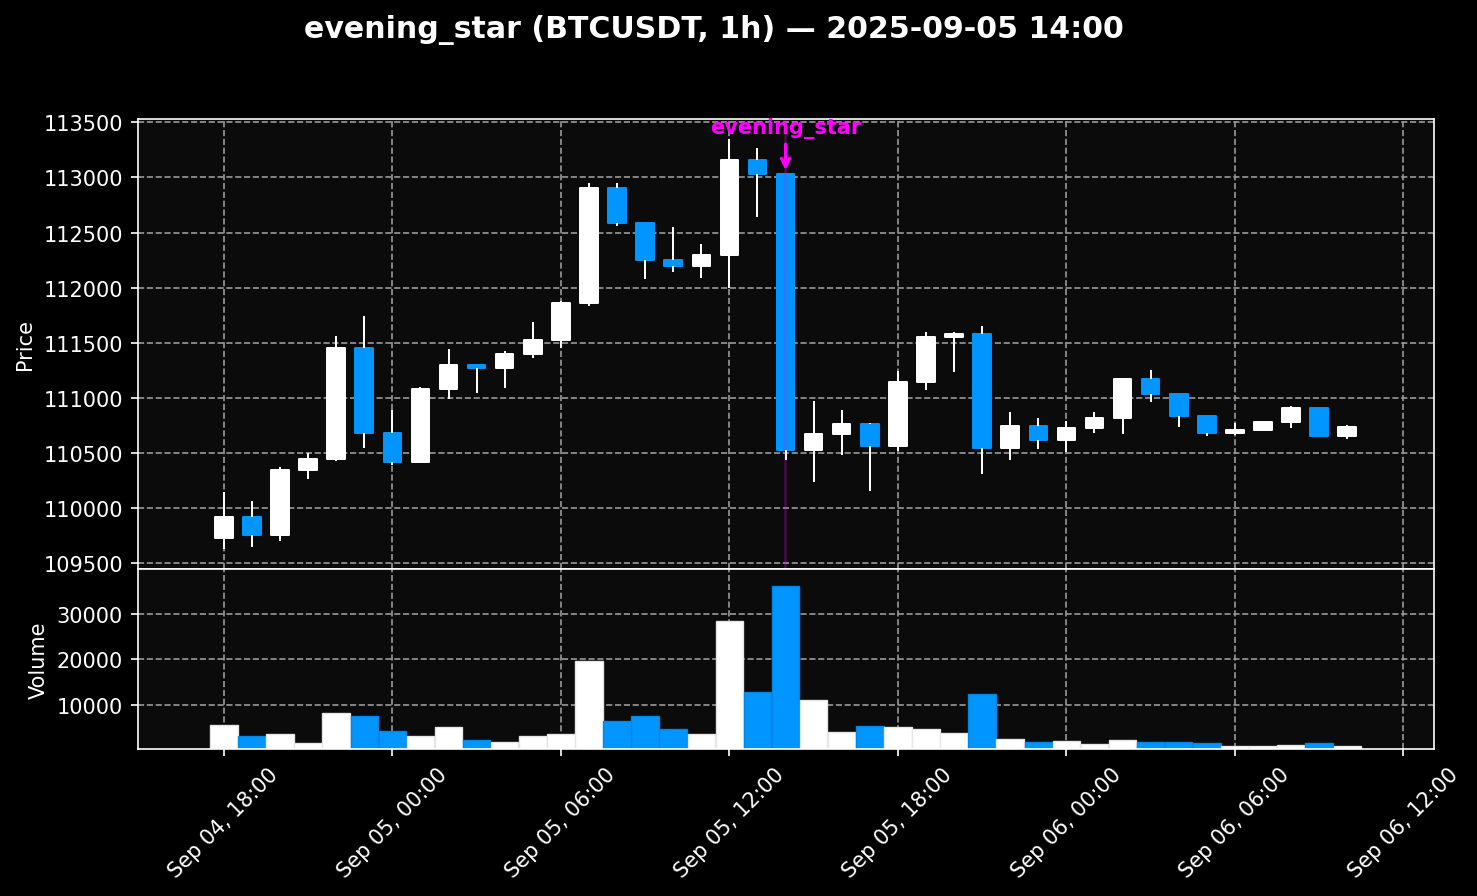 evening_star (BTCUSDT, 1h) — 2025-09-05 14:00
evening_star
113500
113000
112500
112000
111500
111000
110500
110000
109500
Price
30000
20000
10000
Volume
Sep 04, 18:00
Sep 05, 00:00
Sep 05, 06:00
Sep 05, 12:00
Sep 05, 18:00
Sep 06, 00:00
Sep 06, 06:00
Sep 06, 12:00